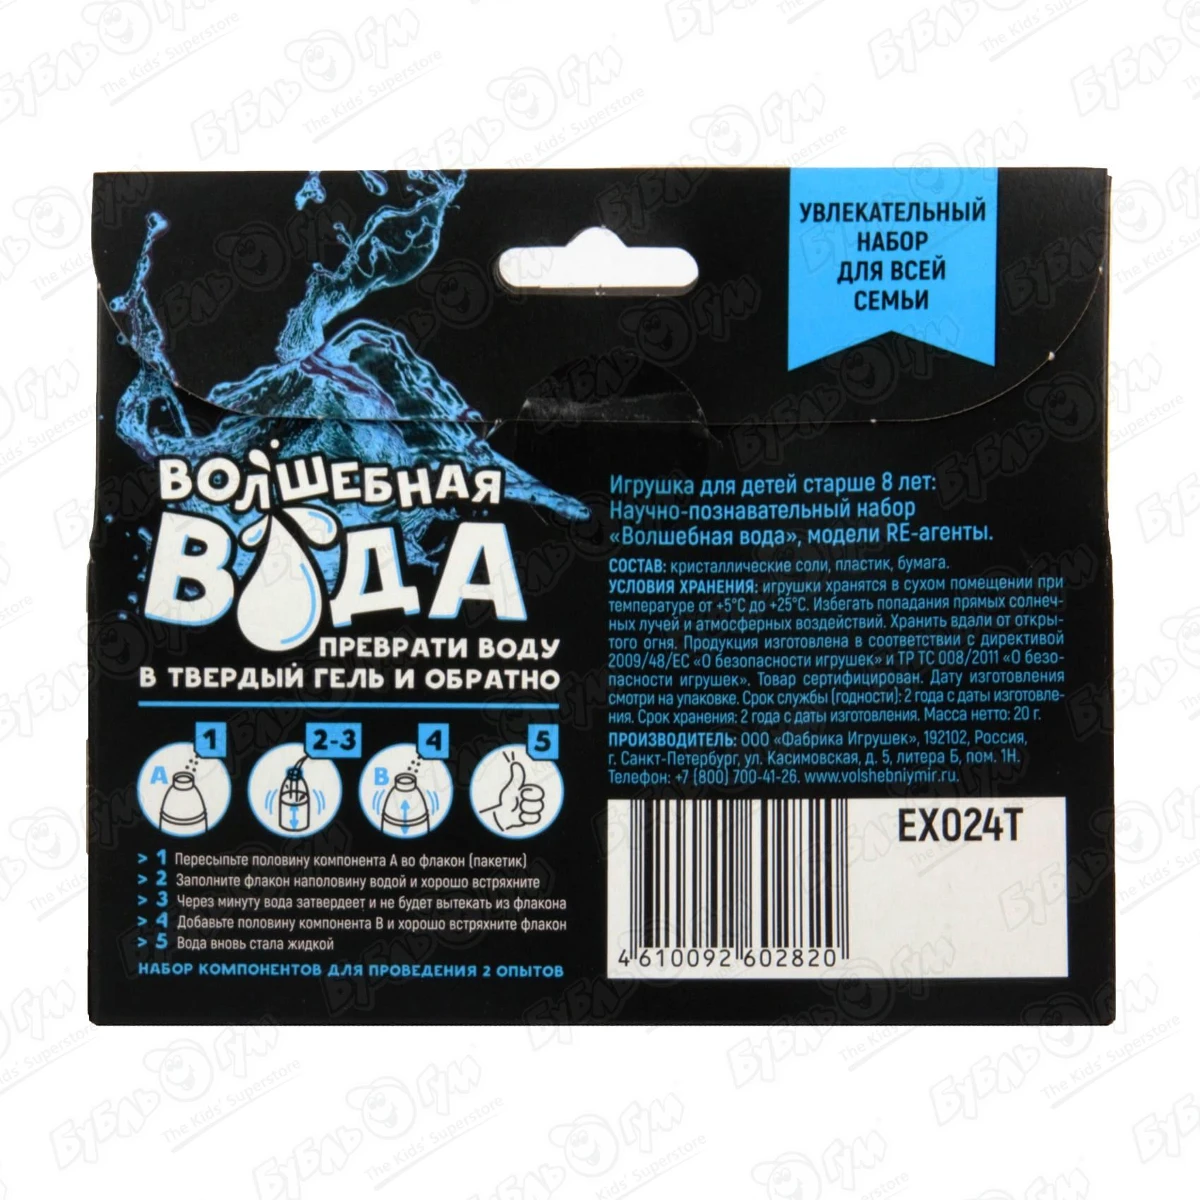 УВЛЕКАТЕЛЬНЫЙ
НАБОР
ДЛЯ ВСЕЙ
СЕМЬИ
ВОЛШЕБНАЯ
ВОДА
ПРЕВРАТИ ВОДУ
В ТВЕРДЫЙ ГЕЛЬ И ОБРАТНО
1
2-3
4
5
A
B
> 1 Пересыпьте половину компонента А во флакон (пакетик)
> 2 Заполните флакон наполовину водой и хорошо встряхните
> 3 Через минуту вода затвердеет и не будет вытекать из флакона
> 4 Добавьте половину компонента В и хорошо встряхните флакон
> 5 Вода вновь стала жидкой
НАБОР КОМПОНЕНТОВ ДЛЯ ПРОВЕДЕНИЯ 2 ОПЫТОВ
Игрушка для детей старше 8 лет:
Научно-познавательный набор
«Волшебная вода», модели RE-агенты.
СОСТАВ: кристаллические соли, пластик, бумага.
УСЛОВИЯ ХРАНЕНИЯ: игрушки хранятся в сухом помещении при
температуре от +5°С до +25°С. Избегать попадания прямых солнеч-
ных лучей и атмосферных воздействий. Хранить вдали от откры-
того огня. Продукция изготовлена в соответствии с директивой
2009/48/ЕС «О безопасности игрушек» и ТР ТС 008/2011 «О безо-
пасности игрушек». Товар сертифицирован. Дату изготовления
смотри на упаковке. Срок службы (годности): 2 года с даты изготовле-
ния. Срок хранения: 2 года с даты изготовления. Масса нетто: 20 г.
ПРОИЗВОДИТЕЛЬ: ООО «Фабрика Игрушек», 192102, Россия,
г. Санкт-Петербург, ул. Касимовская, д. 5, литера Б, пом. 1Н.
Телефон: +7 (800) 700-41-26. www.volshebniymir.ru.
EX024T
4 610092 602820
БУБЛЬ ГУМ
The Kids' Superstore